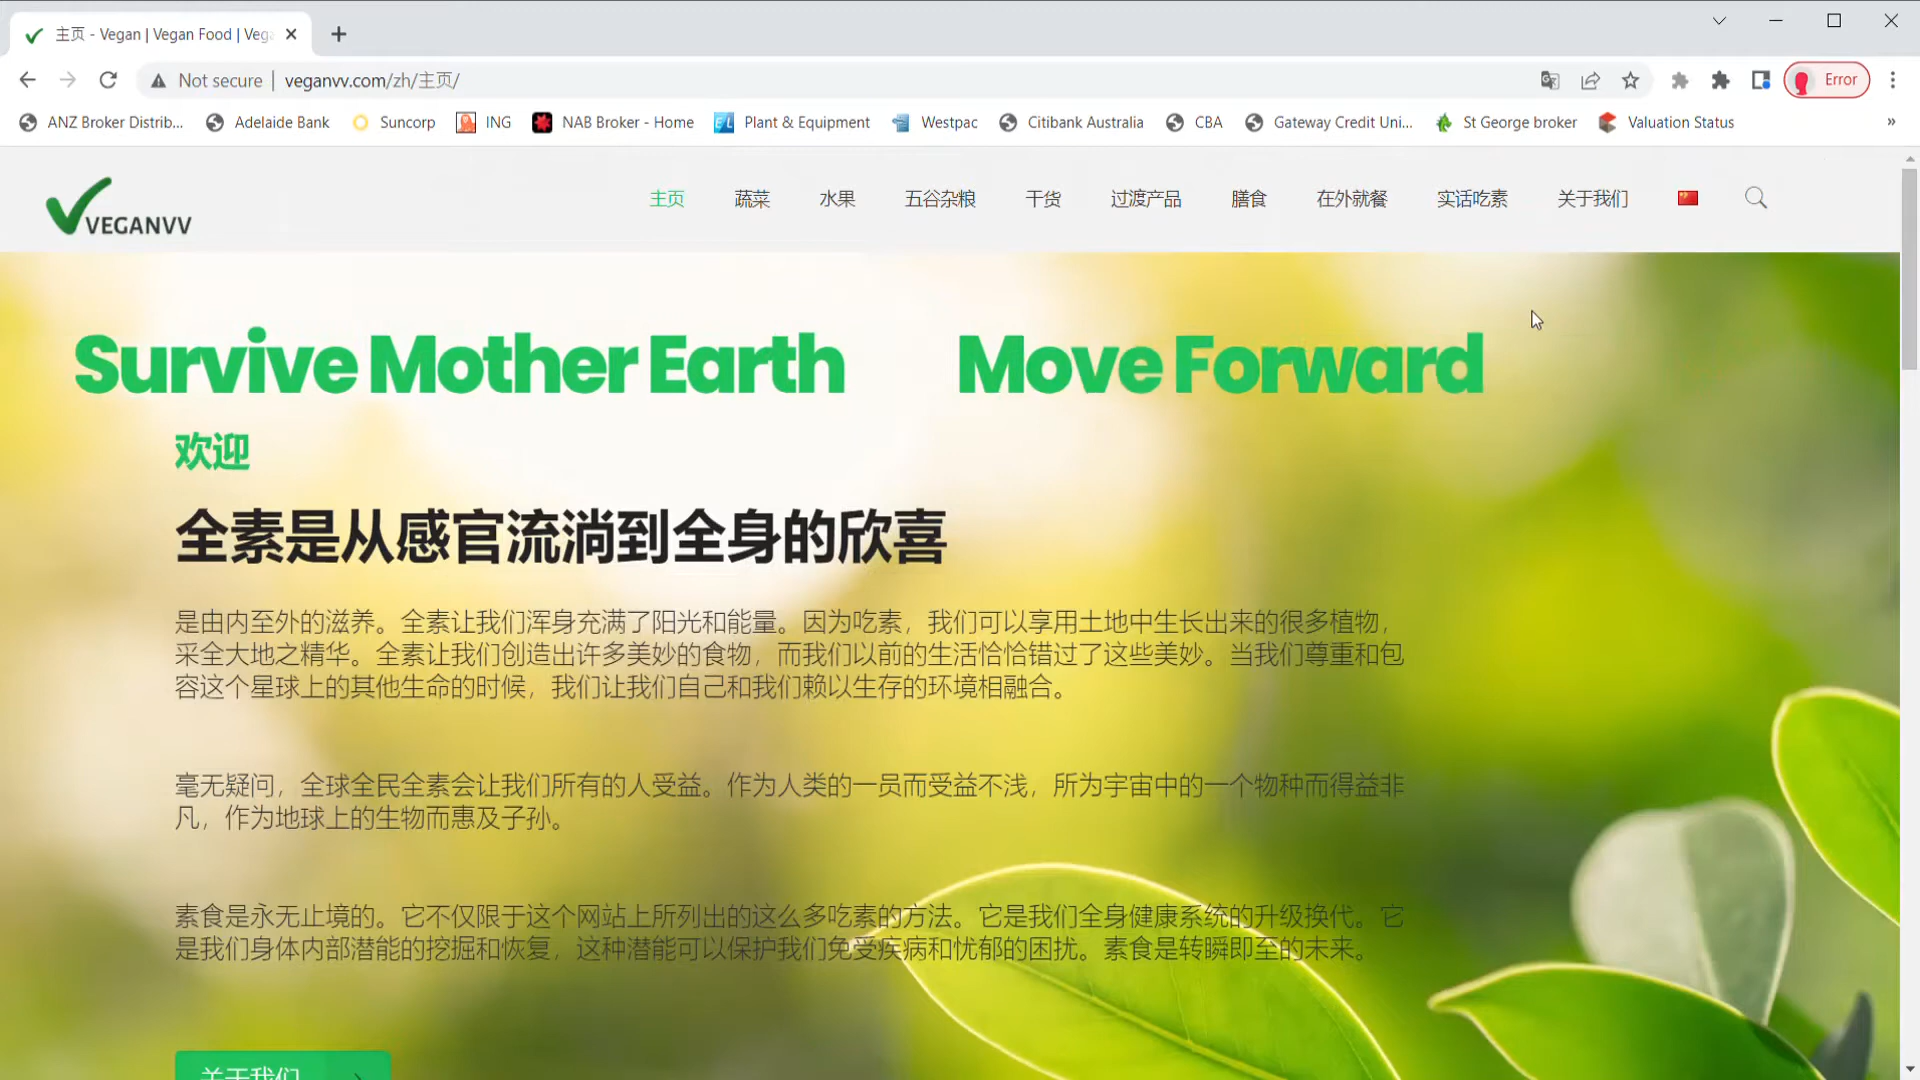 主页 - Vegan | Vegan Food | Veg
Not secure | veganvv.com/zh/主页/
Error
ANZ Broker Distrib... Adelaide Bank Suncorp ING NAB Broker - Home Plant & Equipment Westpac Citibank Australia CBA Gateway Credit Uni... St George broker Valuation Status »
VEGANVV
主页 蔬菜 水果 五谷杂粮 干货 过渡产品 膳食 在外就餐 实话吃素 关于我们
Survive Mother Earth Move Forward
欢迎
全素是从感官流淌到全身的欣喜
是由内至外的滋养。全素让我们浑身充满了阳光和能量。因为吃素，我们可以享用土地中生长出来的很多植物，
采全大地之精华。全素让我们创造出许多美妙的食物，而我们以前的生活恰恰错过了这些美妙。当我们尊重和包
容这个星球上的其他生命的时候，我们让我们自己和我们赖以生存的环境相融合。
毫无疑问，全球全民全素会让我们所有的人受益。作为人类的一员而受益不浅，所为宇宙中的一个物种而得益非
凡，作为地球上的生物而惠及子孙。
素食是永无止境的。它不仅限于这个网站上所列出的这么多吃素的方法。它是我们全身健康系统的升级换代。它
是我们身体内部潜能的挖掘和恢复，这种潜能可以保护我们免受疾病和忧郁的困扰。素食是转瞬即至的未来。
关于我们